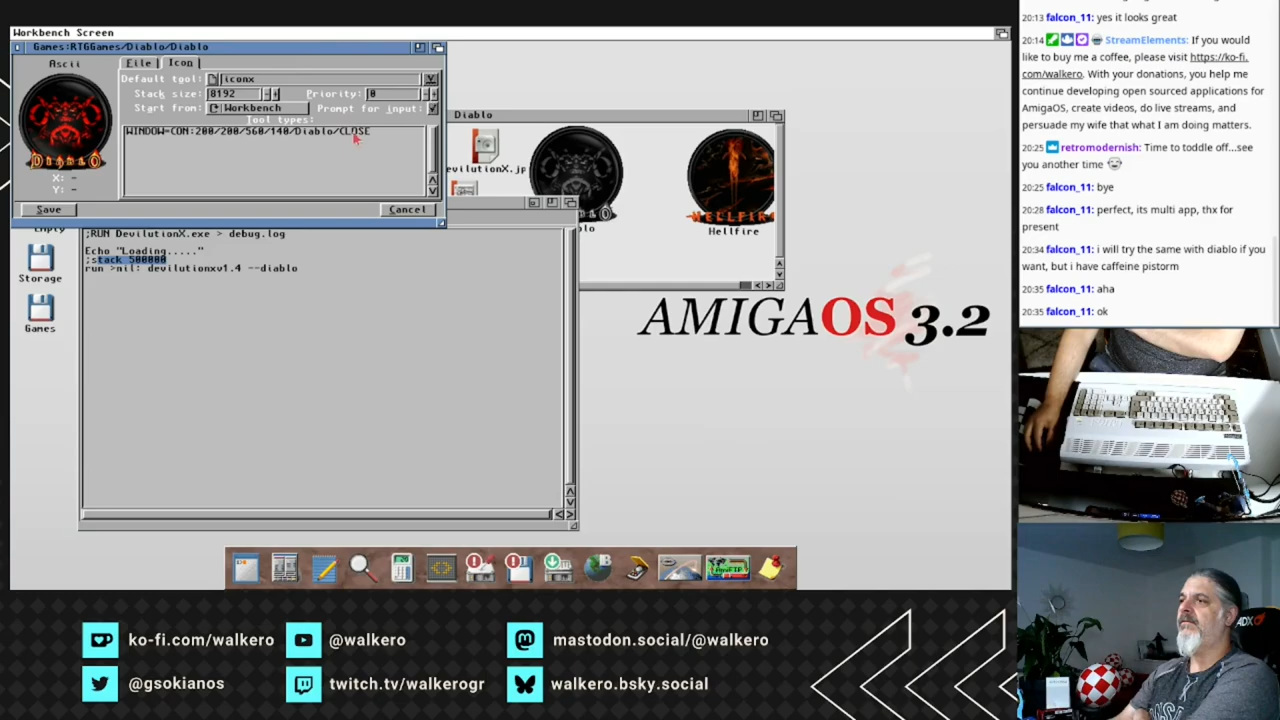 Workbench Screen
Games:RTGGames/Diablo/Diablo
Ascii
File
Icon
Default tool:
iconx
Stack size:
8192
Priority:
0
Start from:
Workbench
Prompt for input:
Tool types:
WINDOW=CON:200/200/560/140/Diablo/CLOSE
DIABLO
X: -
Y: -
Save
Cancel
Diablo
evilutionX.jp
HELLFIRE
Hellfire
Empty
Storage
Games
;RUN DevilutionX.exe > debug.log
Echo "Loading....."
;stack 500000
run >nil: devilutionxv1.4 --diablo
AMIGAOS 3.2
20:13 falcon_11: yes it looks great
20:14 StreamElements: If you would
like to buy me a coffee, please visit https://ko-fi.
com/walkero. With your donations, you help me
continue developing open sourced applications for
AmigaOS, create videos, do live streams, and
persuade my wife that what I am doing matters.
20:25 retromodernish: Time to toddle off...see
you another time
20:25 falcon_11: bye
20:28 falcon_11: perfect, its multi app, thx for
present
20:34 falcon_11: i will try the same with diablo if you
want, but i have caffeine pistorm
20:35 falcon_11: aha
20:35 falcon_11: ok
ko-fi.com/walkero
@walkero
mastodon.social/@walkero
@gsokianos
twitch.tv/walkerogr
walkero.bsky.social